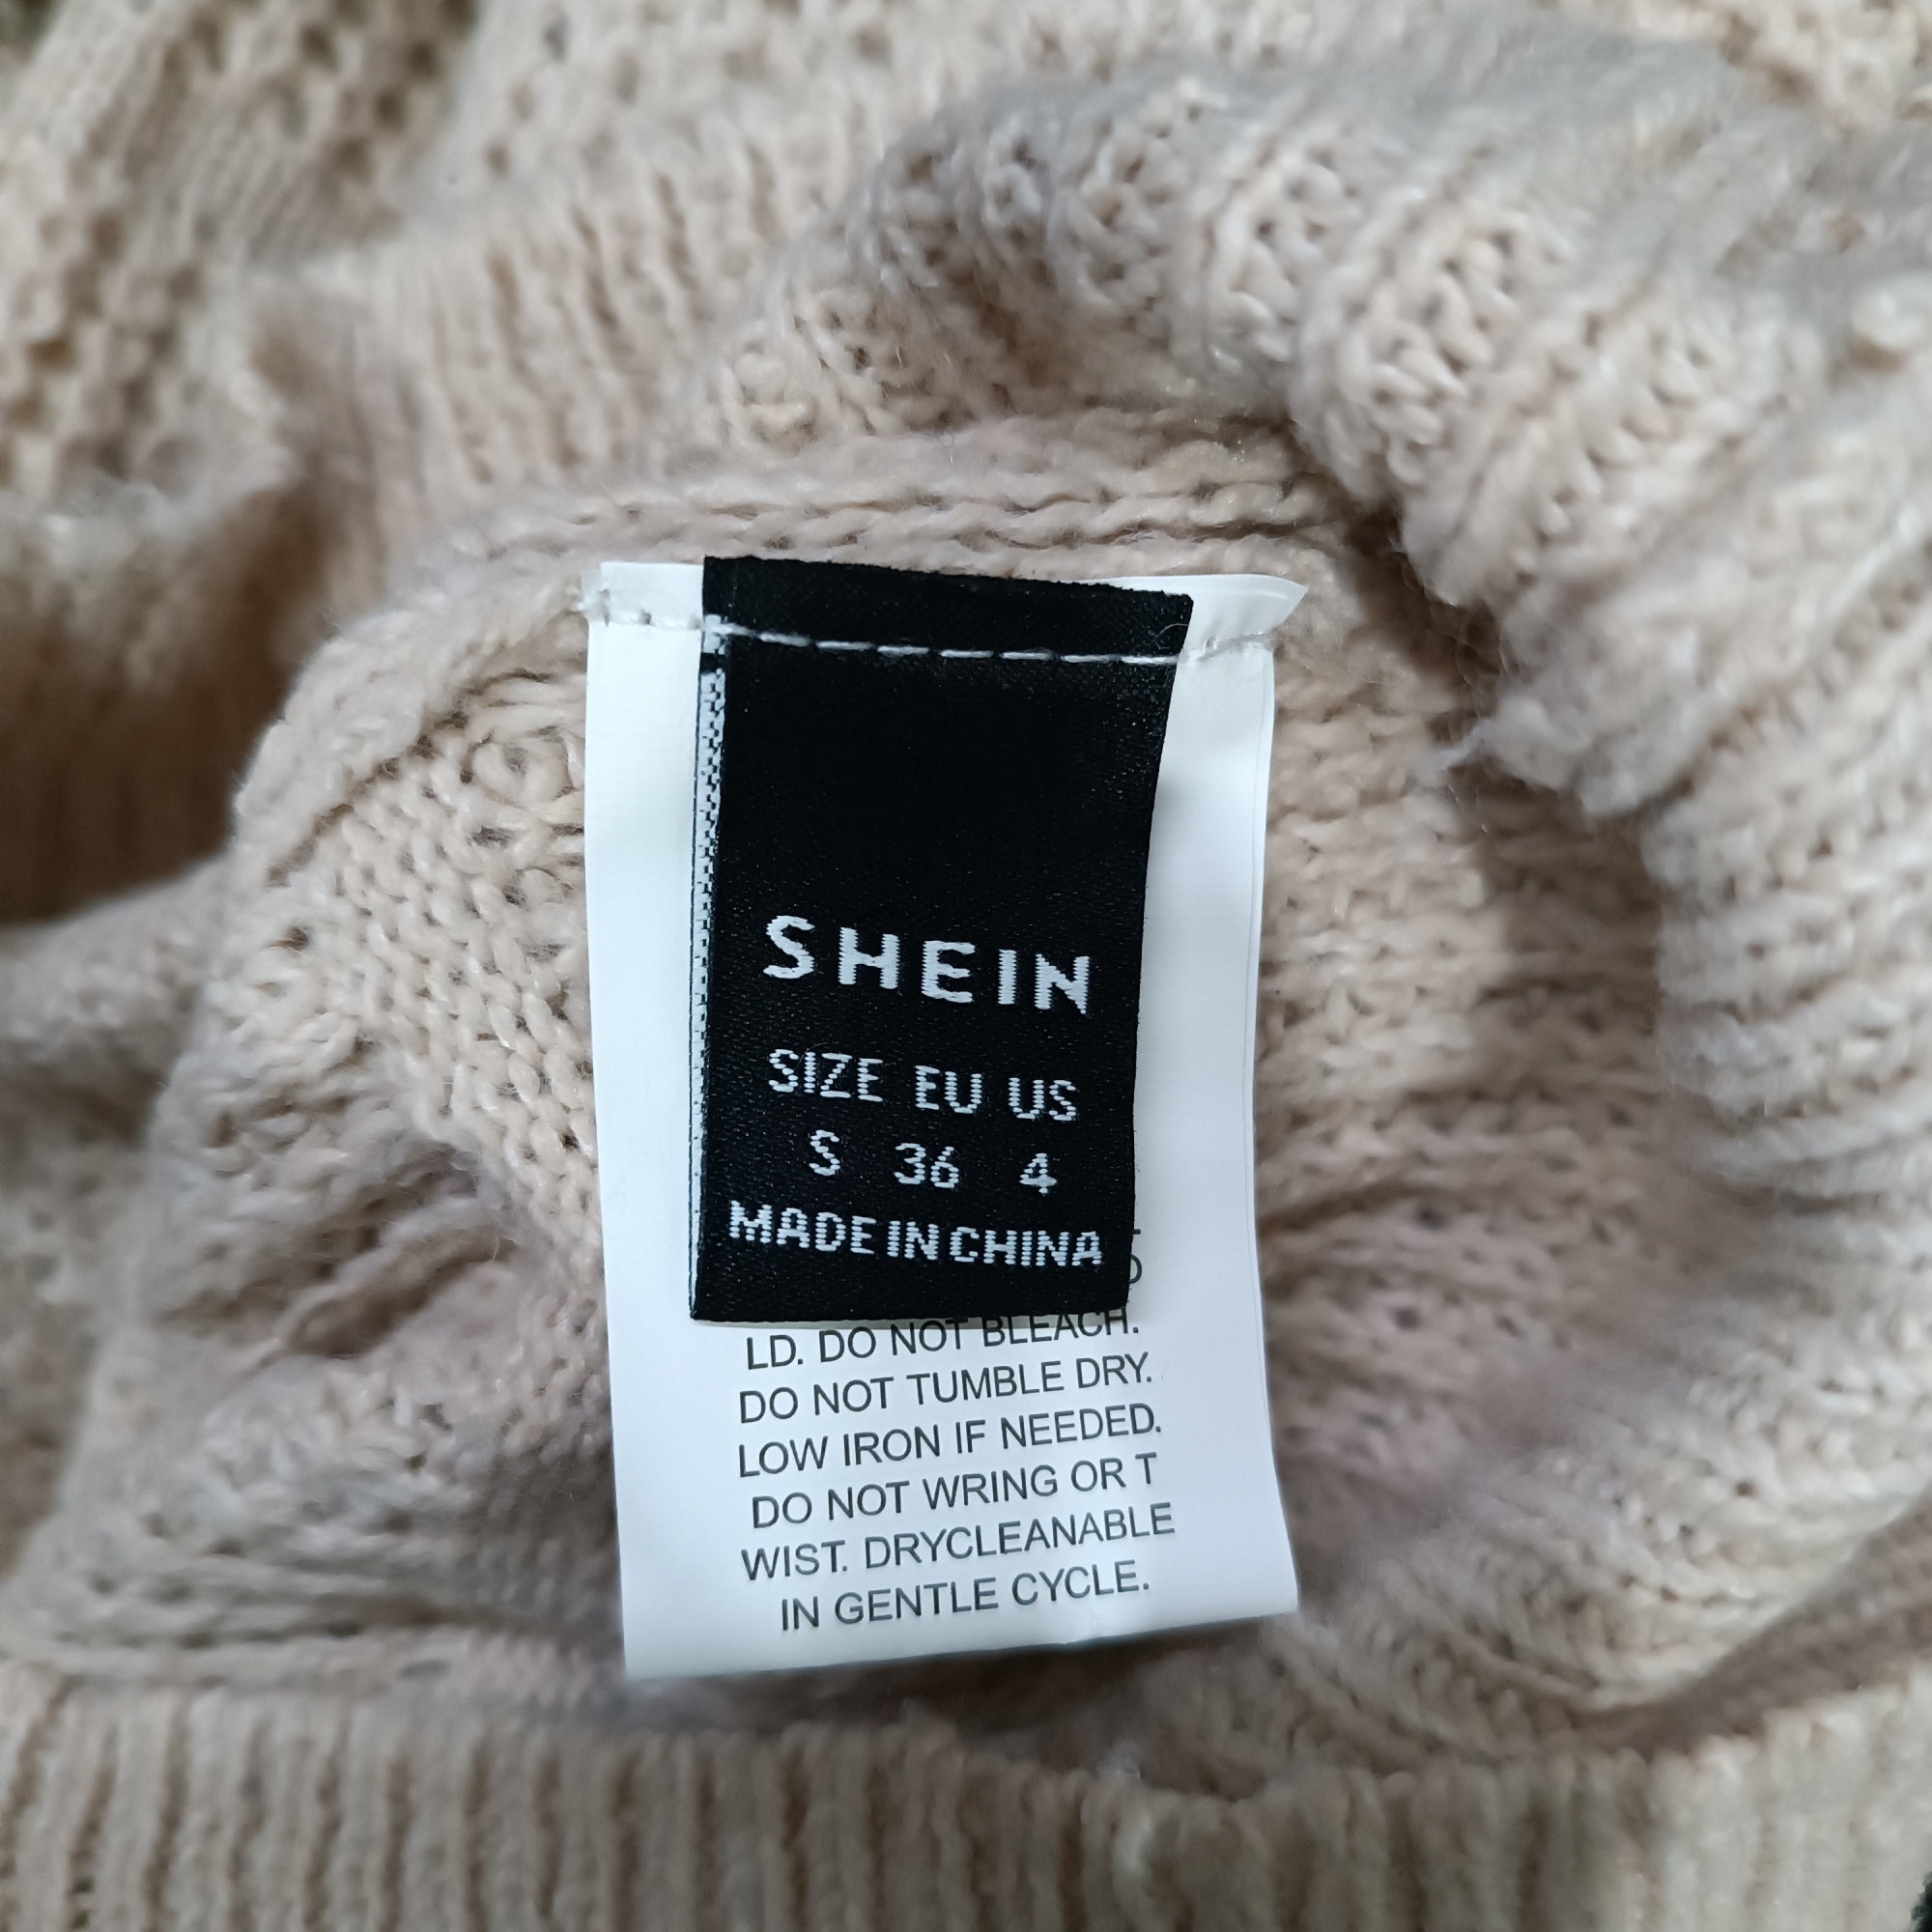 SHEIN
SIZE EU US
S 36 4
MADE IN CHINA
LD. DO NOT BLEACH.
DO NOT TUMBLE DRY.
LOW IRON IF NEEDED.
DO NOT WRING OR T
WIST. DRYCLEANABLE
IN GENTLE CYCLE.